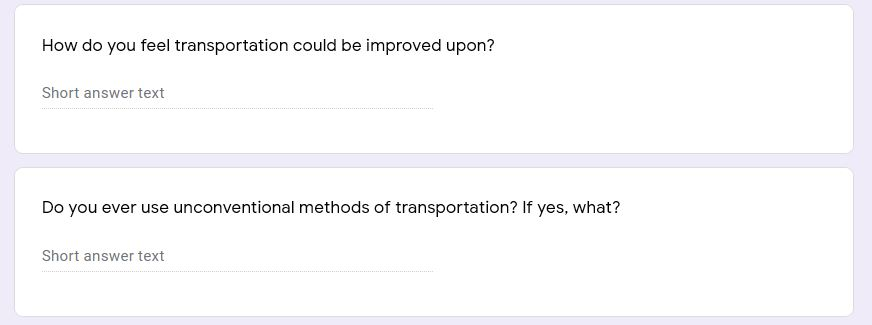 How do you feel transportation could be improved upon?
Short answer text
Do you ever use unconventional methods of transportation? If yes, what?
Short answer text